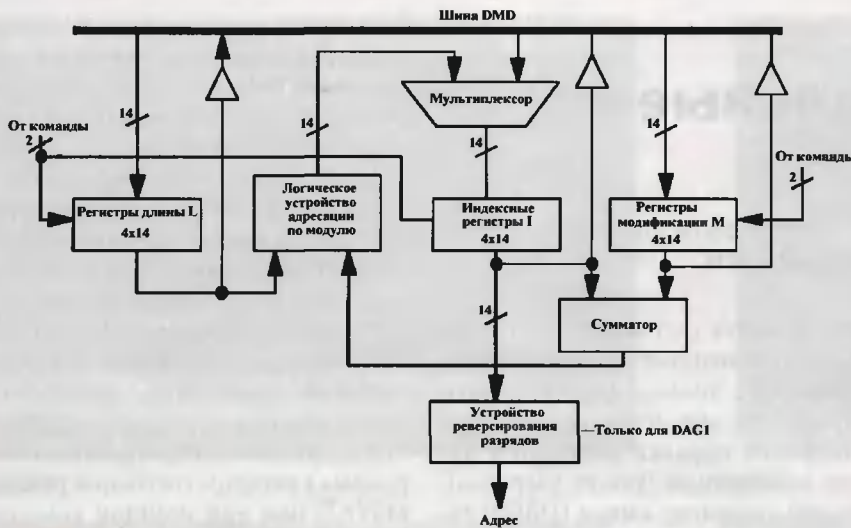 Шина DMD
Мультиплексор
14
14
14
14
От команды
2
От команды
2
Регистры длины L
4x14
Логическое
устройство
адресации
по модулю
Индексные
регистры I
4x14
Регистры
модификации M
4x14
14
Сумматор
Устройство
реверсирования
разрядов
Только для DAG1
Адрес